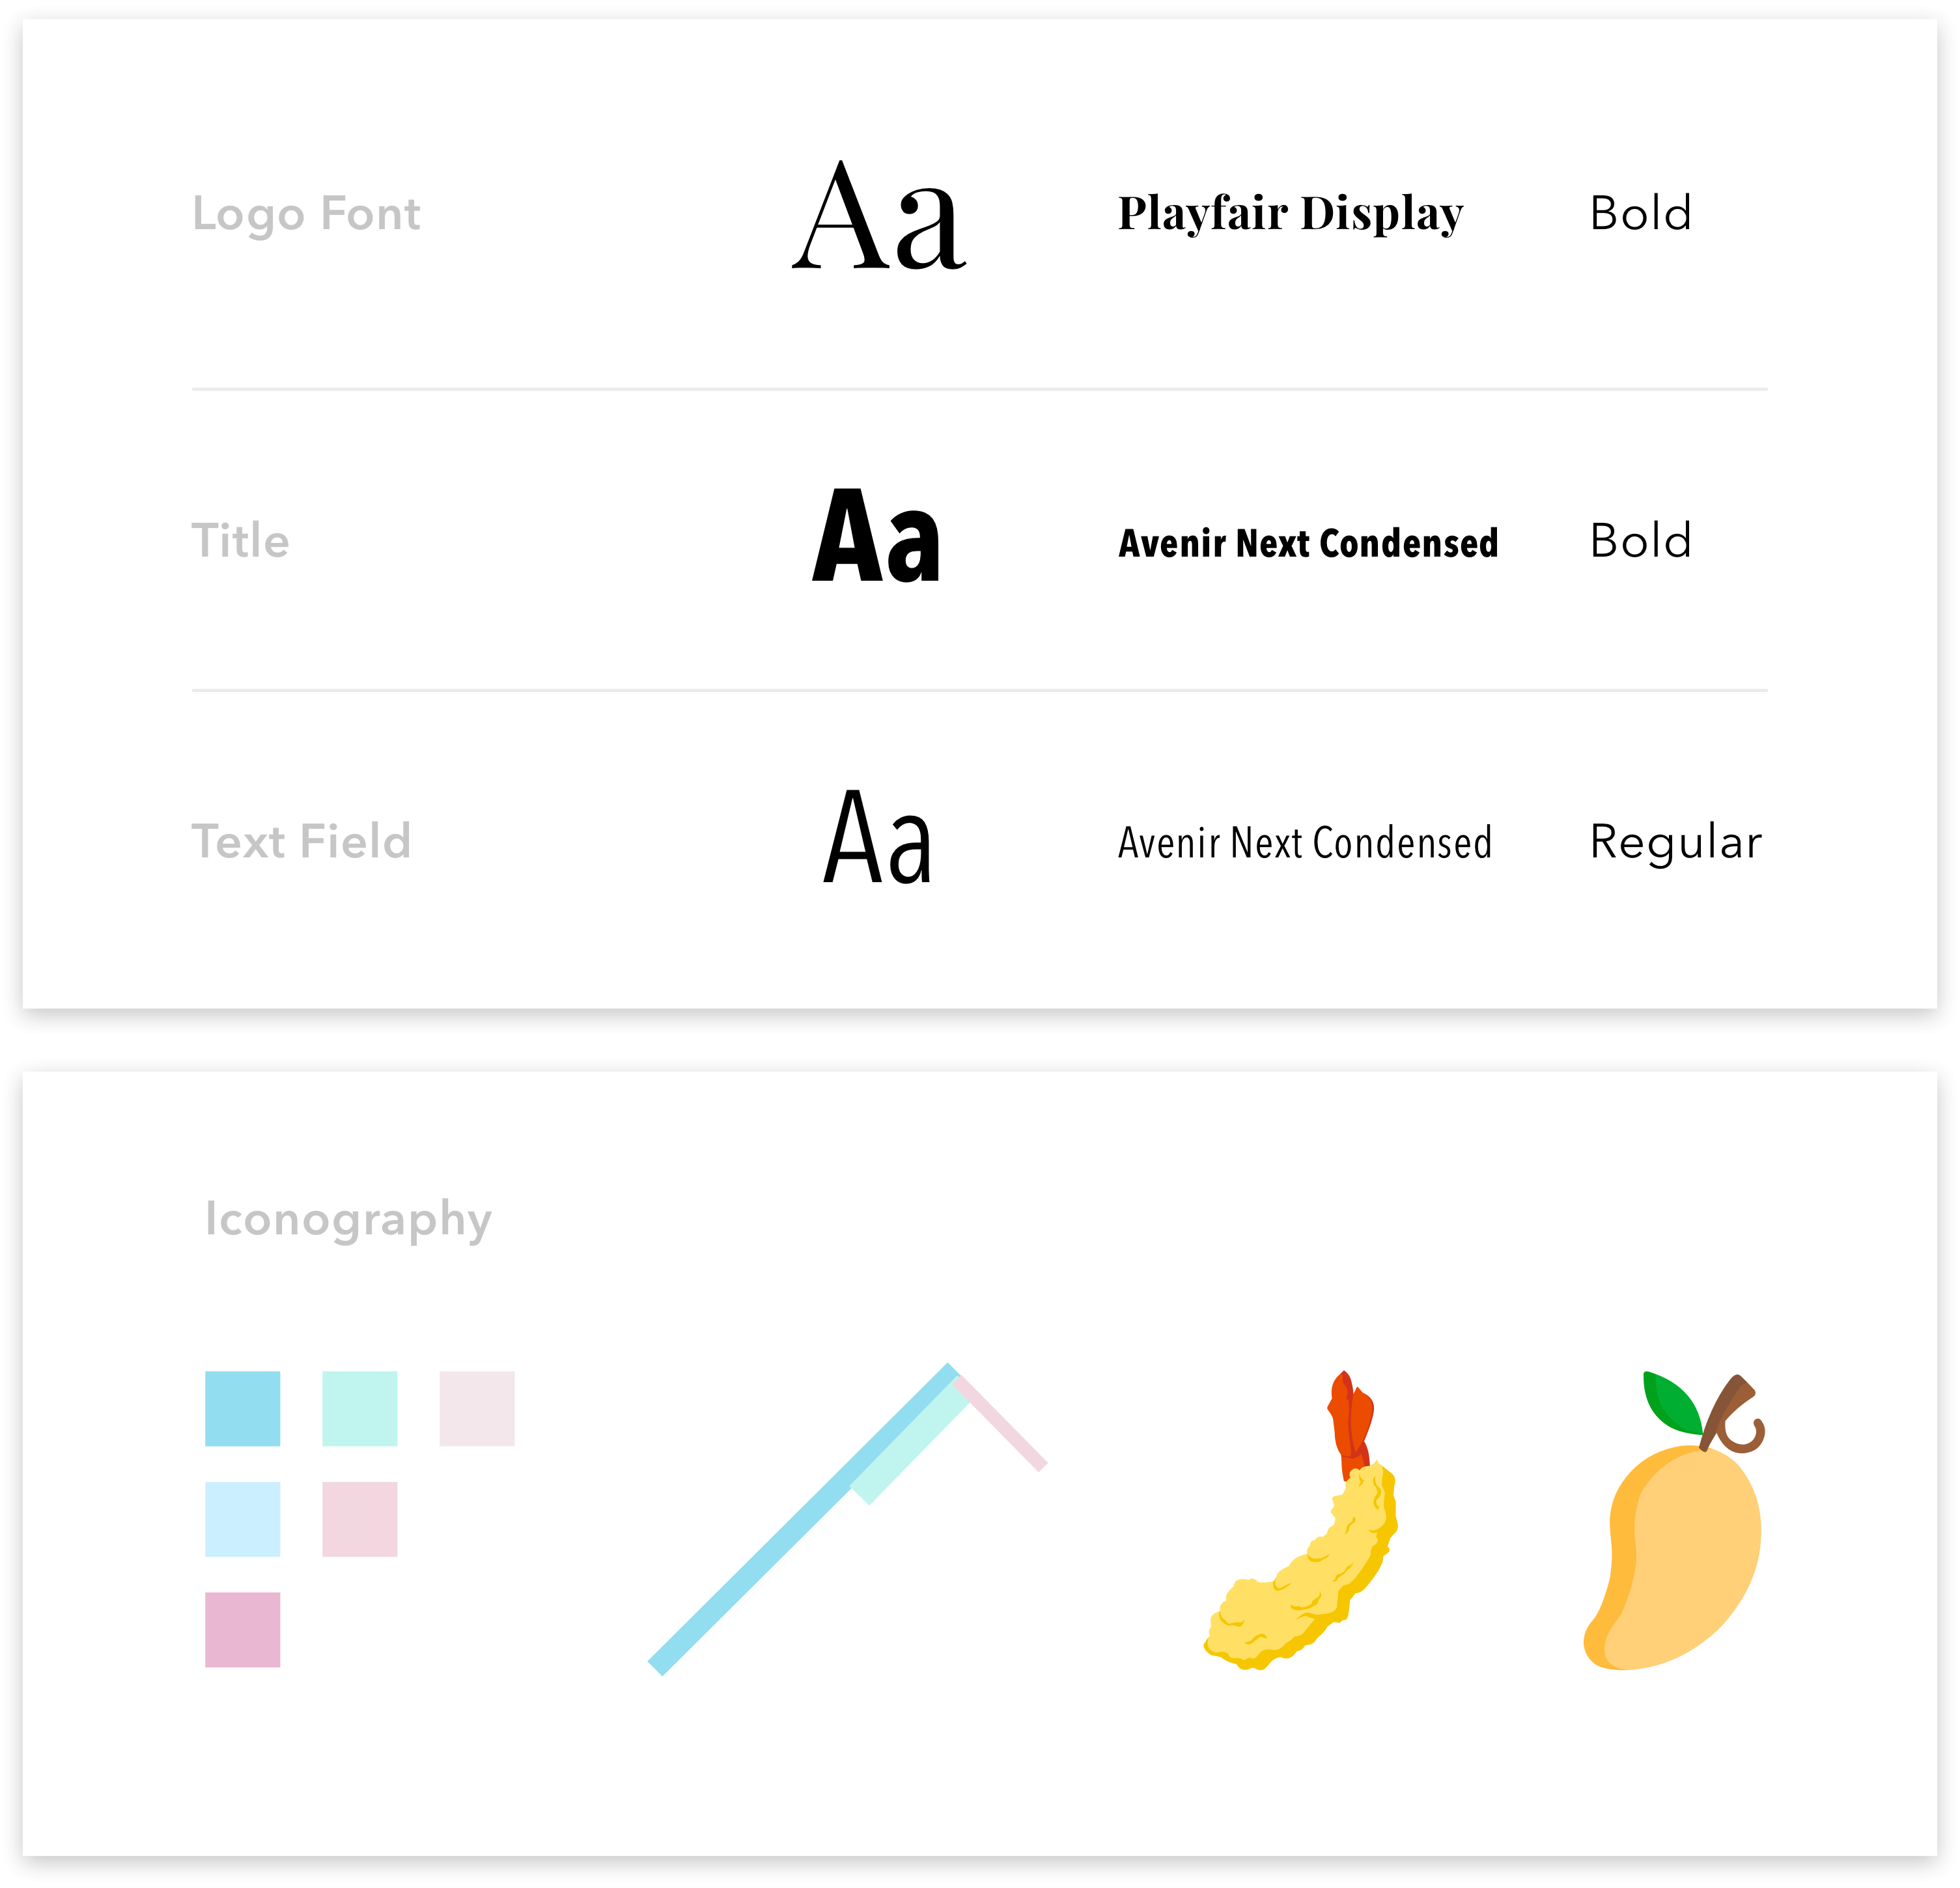 Logo Font Aa Playfair Display Bold
Title Aa Avenir Next Condensed Bold
Text Field Aa Avenir Next Condensed Regular
Iconography